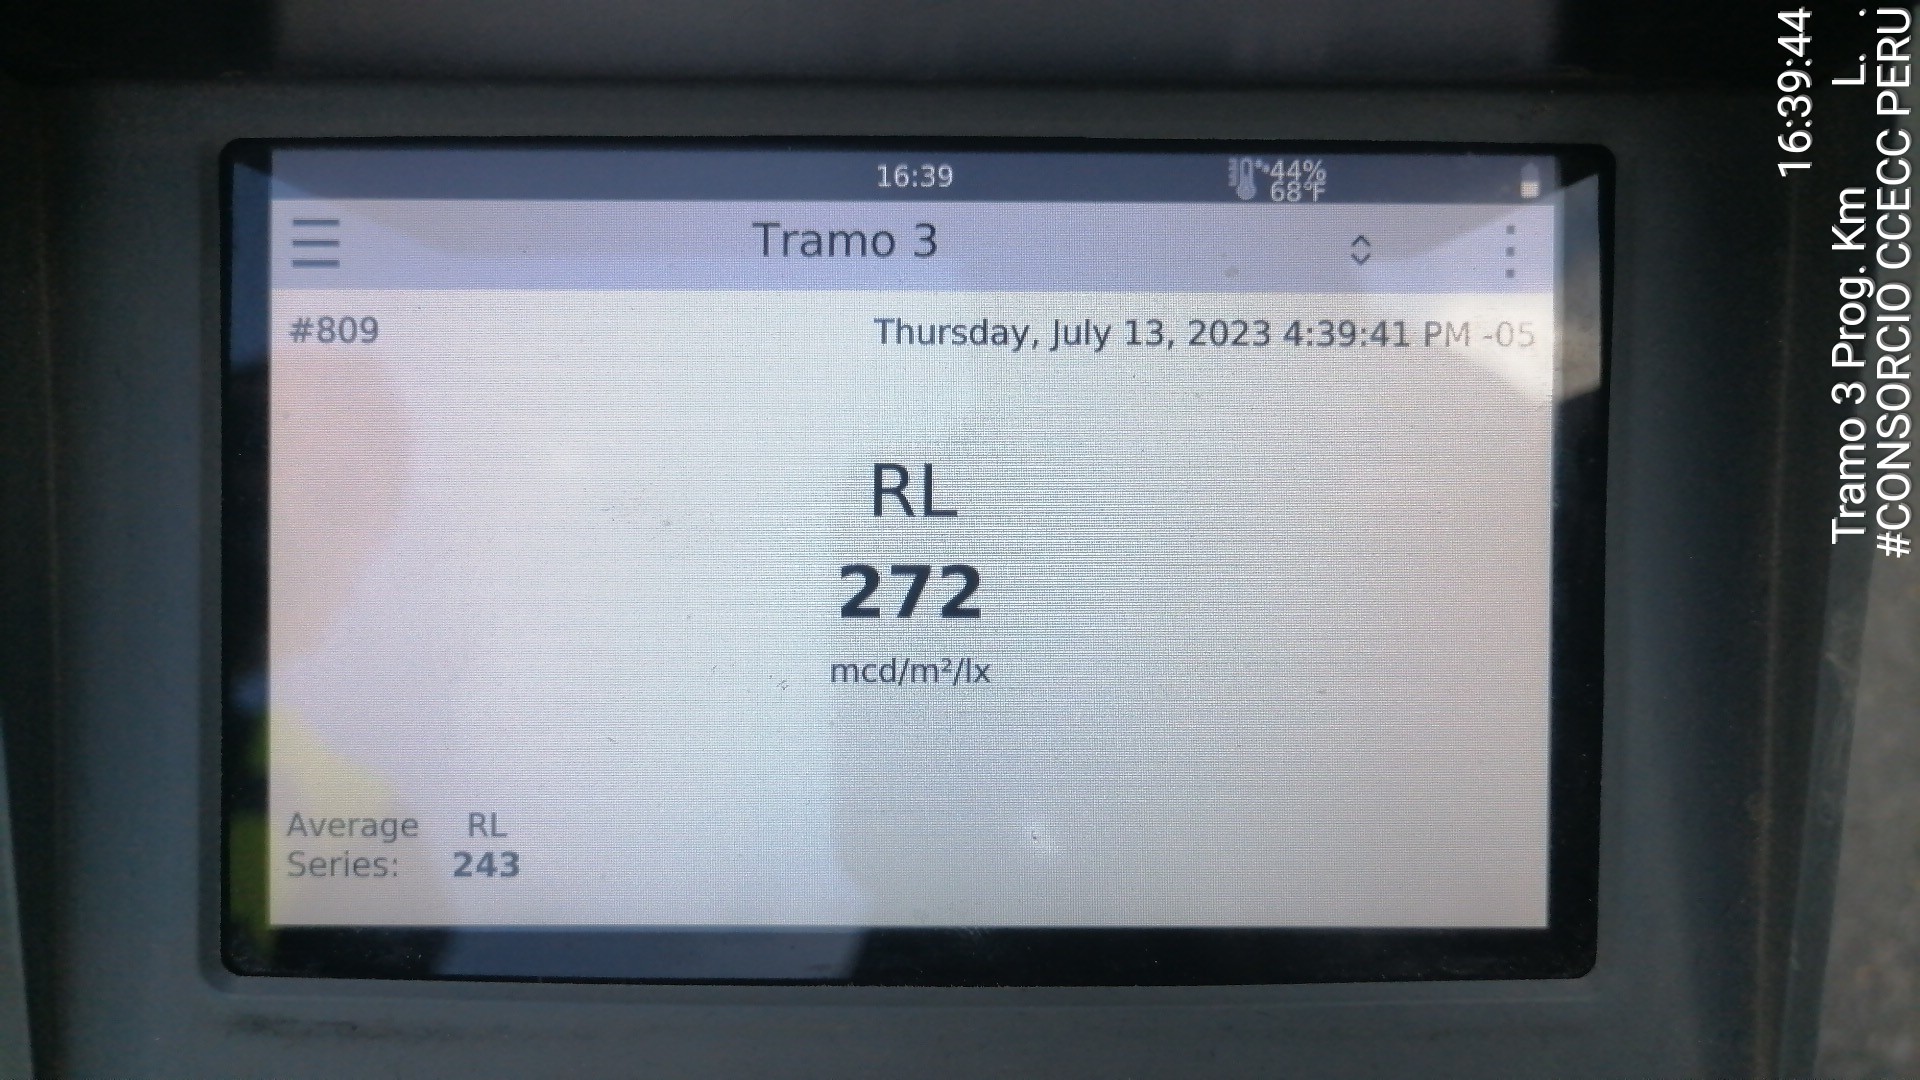 16:39
44%
68°F
Tramo 3
#809
Thursday, July 13, 2023 4:39:41 PM -05
RL
272
mcd/m²/lx
Average RL
Series: 243
16:39:44
Tramo 3 Prog. Km L. .
#CONSORCIO CCECC PERU